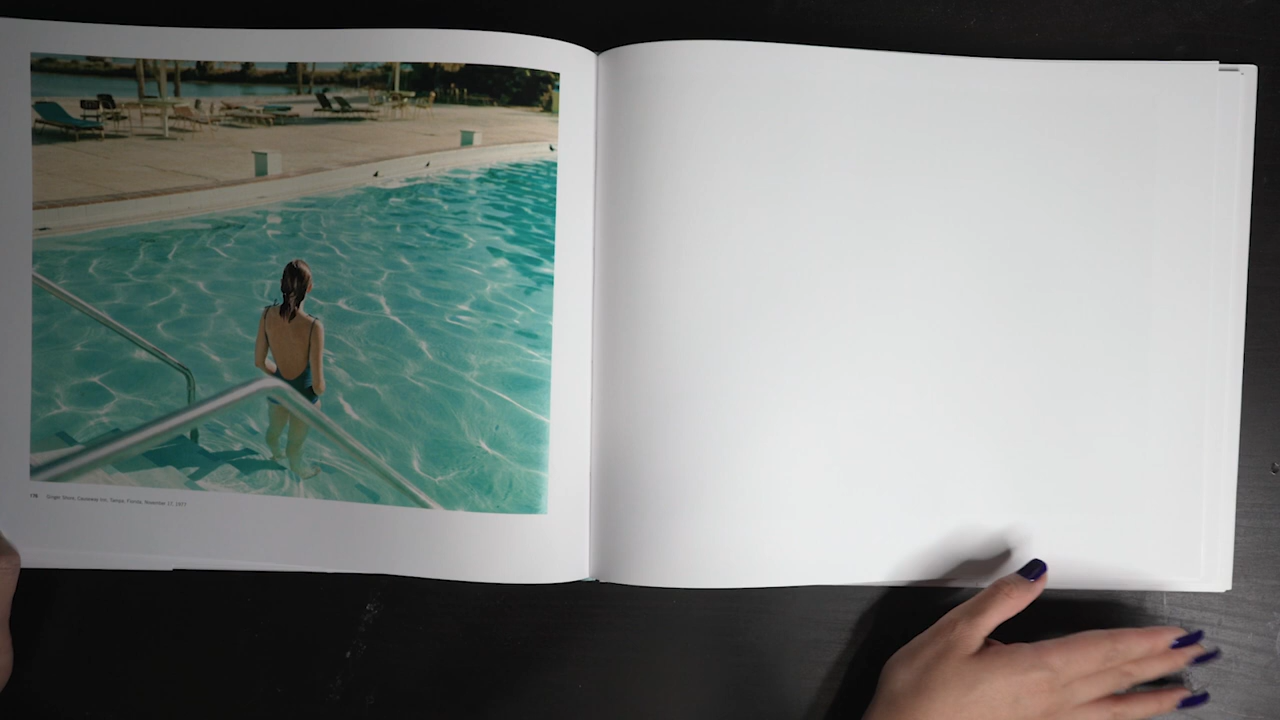 176 Ginger Shore, Causeway Inn, Tampa, Florida, November 17, 1977